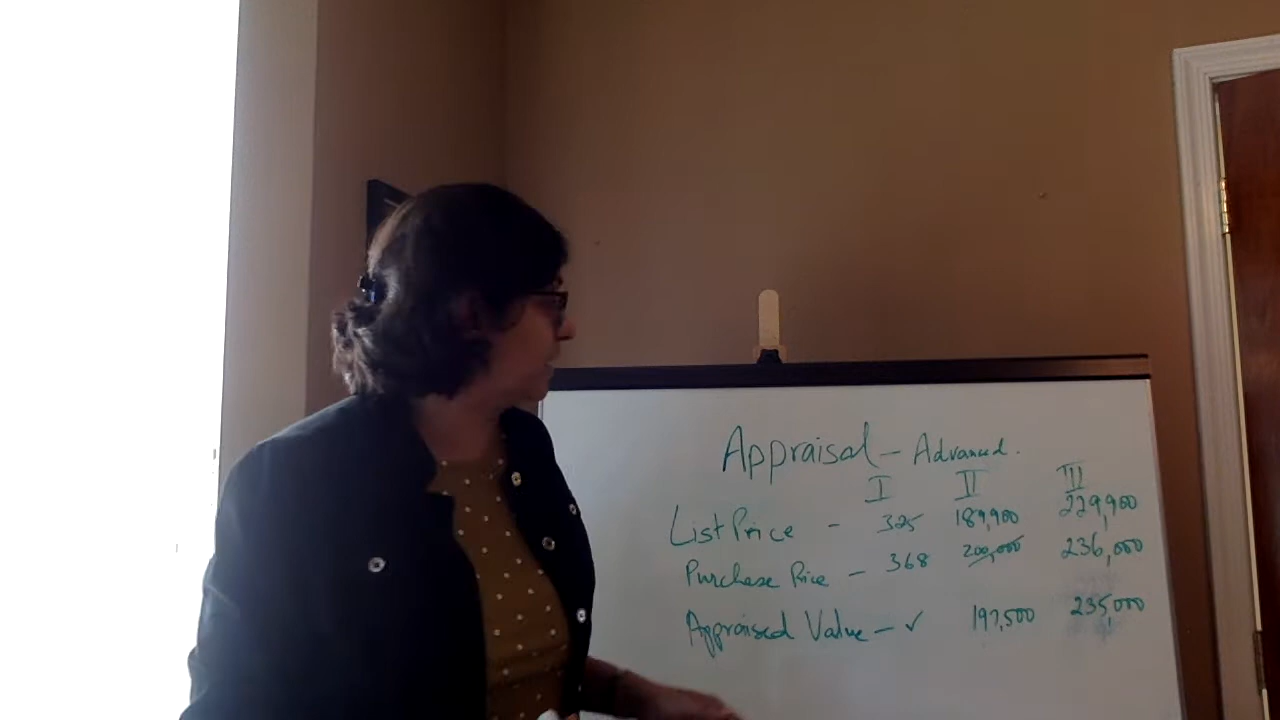 Appraisal - Advanced.
I II III
List Price - 325 189,900 229,900
Purchase Price - 368 200,000 236,000
Appraised Value - ✓ 197,500 235,000